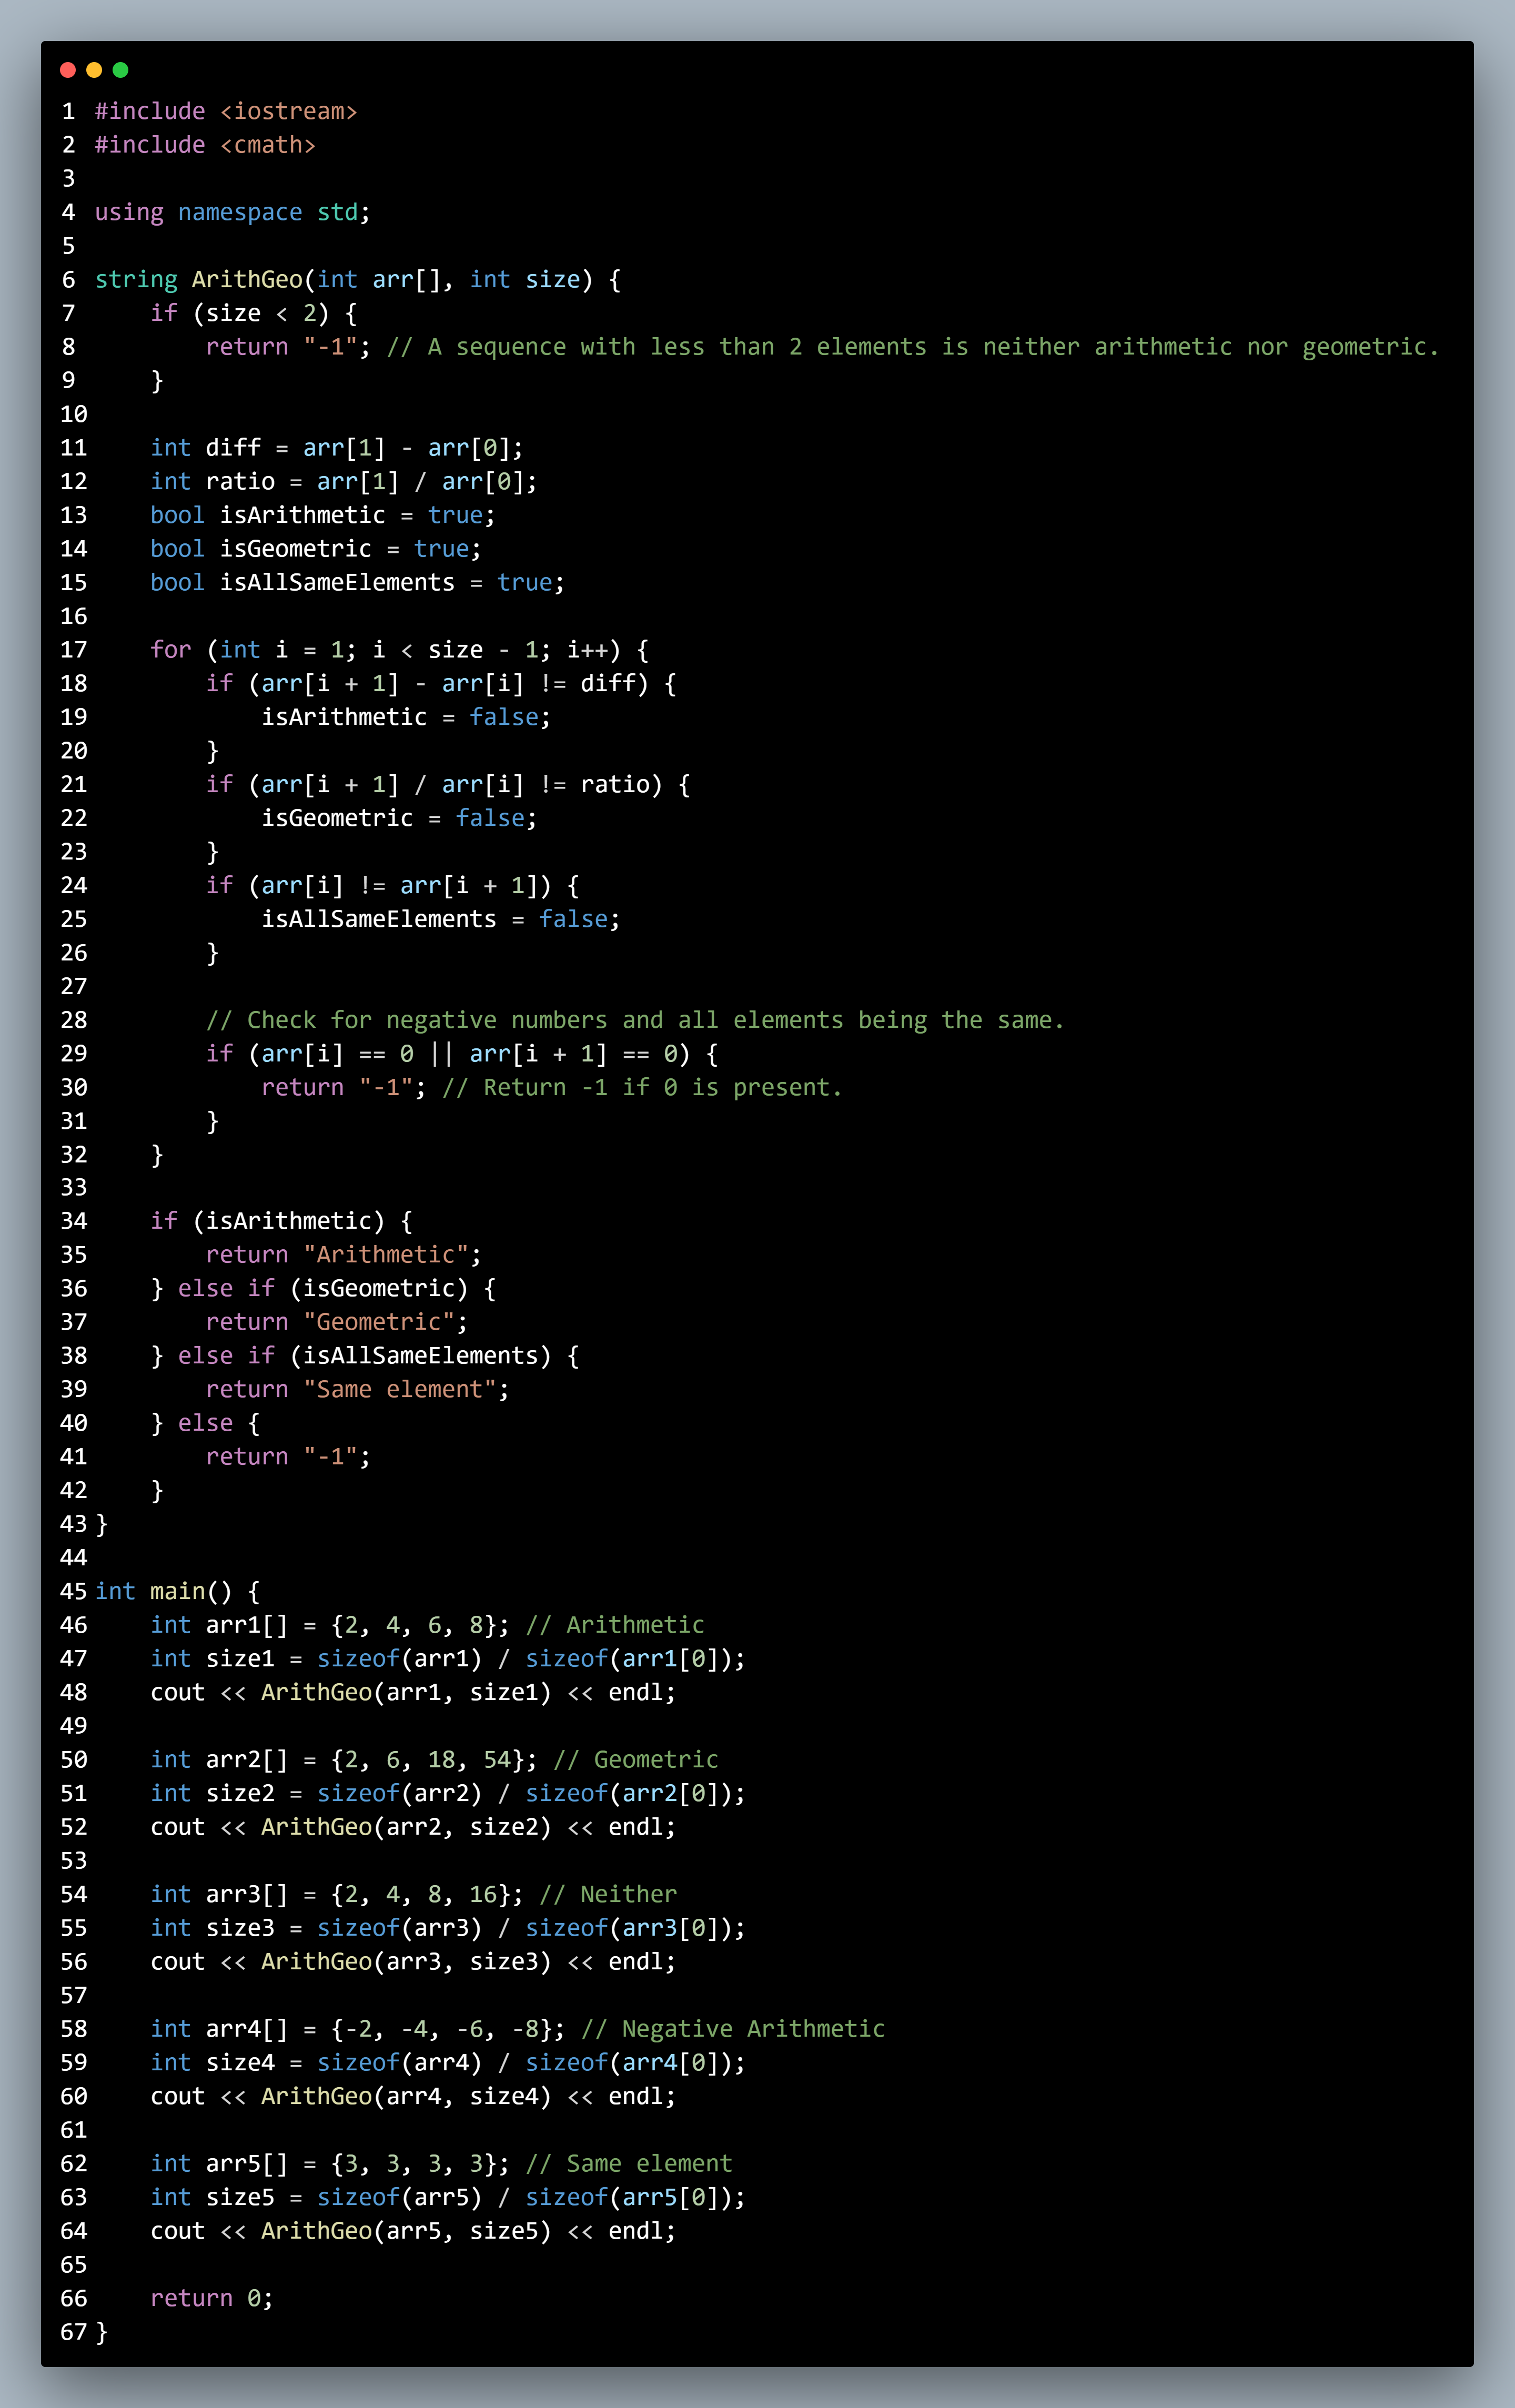 1 #include <iostream>
2 #include <cmath>
3
4 using namespace std;
5
6 string ArithGeo(int arr[], int size) {
7     if (size < 2) {
8         return "-1"; // A sequence with less than 2 elements is neither arithmetic nor geometric.
9     }
10
11     int diff = arr[1] - arr[0];
12     int ratio = arr[1] / arr[0];
13     bool isArithmetic = true;
14     bool isGeometric = true;
15     bool isAllSameElements = true;
16
17     for (int i = 1; i < size - 1; i++) {
18         if (arr[i + 1] - arr[i] != diff) {
19             isArithmetic = false;
20         }
21         if (arr[i + 1] / arr[i] != ratio) {
22             isGeometric = false;
23         }
24         if (arr[i] != arr[i + 1]) {
25             isAllSameElements = false;
26         }
27
28         // Check for negative numbers and all elements being the same.
29         if (arr[i] == 0 || arr[i + 1] == 0) {
30             return "-1"; // Return -1 if 0 is present.
31         }
32     }
33
34     if (isArithmetic) {
35         return "Arithmetic";
36     } else if (isGeometric) {
37         return "Geometric";
38     } else if (isAllSameElements) {
39         return "Same element";
40     } else {
41         return "-1";
42     }
43 }
44
45 int main() {
46     int arr1[] = {2, 4, 6, 8}; // Arithmetic
47     int size1 = sizeof(arr1) / sizeof(arr1[0]);
48     cout << ArithGeo(arr1, size1) << endl;
49
50     int arr2[] = {2, 6, 18, 54}; // Geometric
51     int size2 = sizeof(arr2) / sizeof(arr2[0]);
52     cout << ArithGeo(arr2, size2) << endl;
53
54     int arr3[] = {2, 4, 8, 16}; // Neither
55     int size3 = sizeof(arr3) / sizeof(arr3[0]);
56     cout << ArithGeo(arr3, size3) << endl;
57
58     int arr4[] = {-2, -4, -6, -8}; // Negative Arithmetic
59     int size4 = sizeof(arr4) / sizeof(arr4[0]);
60     cout << ArithGeo(arr4, size4) << endl;
61
62     int arr5[] = {3, 3, 3, 3}; // Same element
63     int size5 = sizeof(arr5) / sizeof(arr5[0]);
64     cout << ArithGeo(arr5, size5) << endl;
65
66     return 0;
67 }